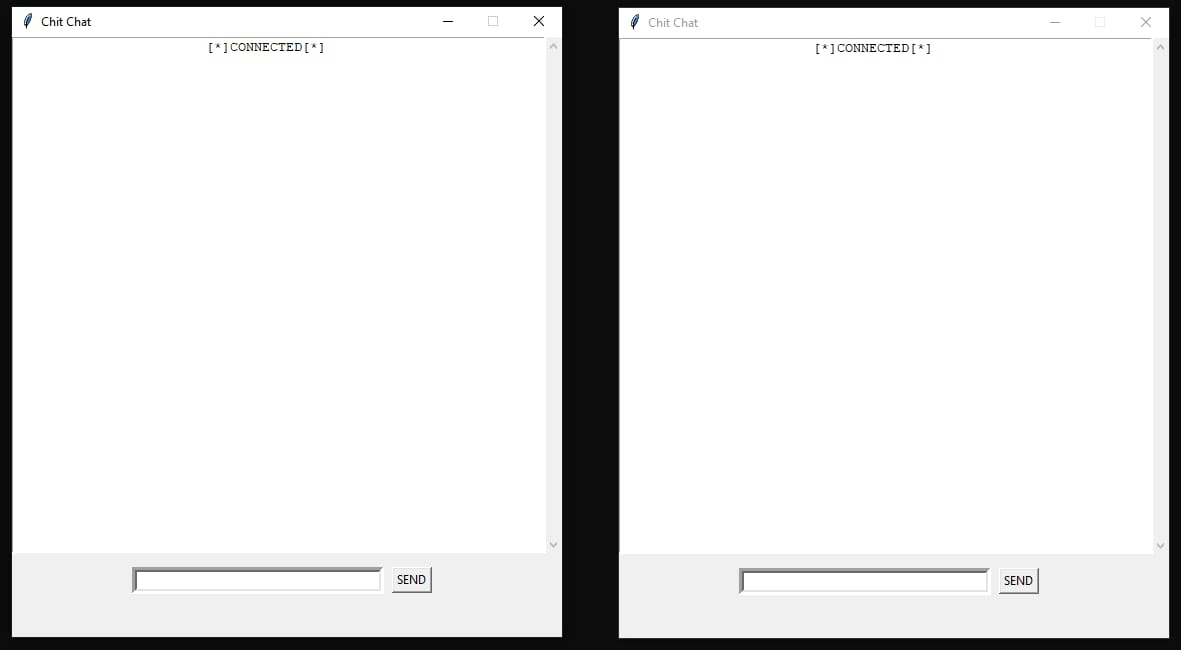 Chit Chat
[ * ] CONNECTED [ * ]
SEND
Chit Chat
[ * ] CONNECTED [ * ]
SEND